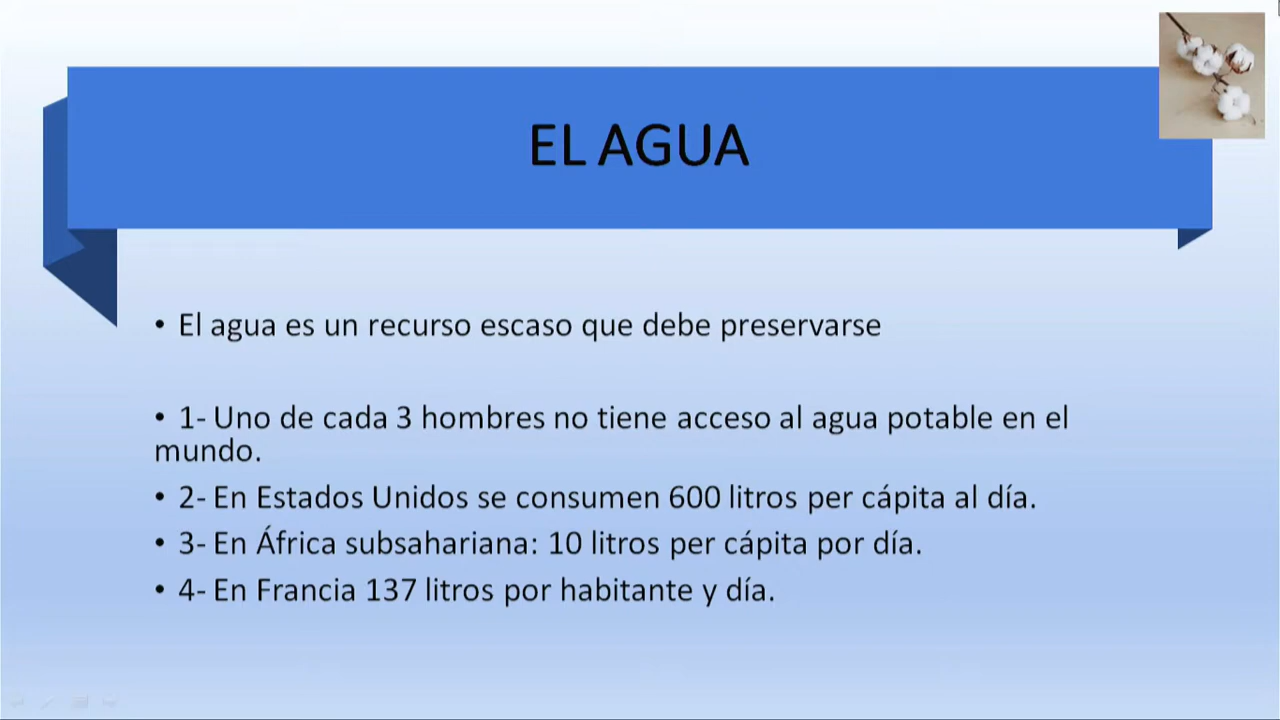 EL AGUA
• El agua es un recurso escaso que debe preservarse
• 1- Uno de cada 3 hombres no tiene acceso al agua potable en el
mundo.
• 2- En Estados Unidos se consumen 600 litros per cápita al día.
• 3- En África subsahariana: 10 litros per cápita por día.
• 4- En Francia 137 litros por habitante y día.